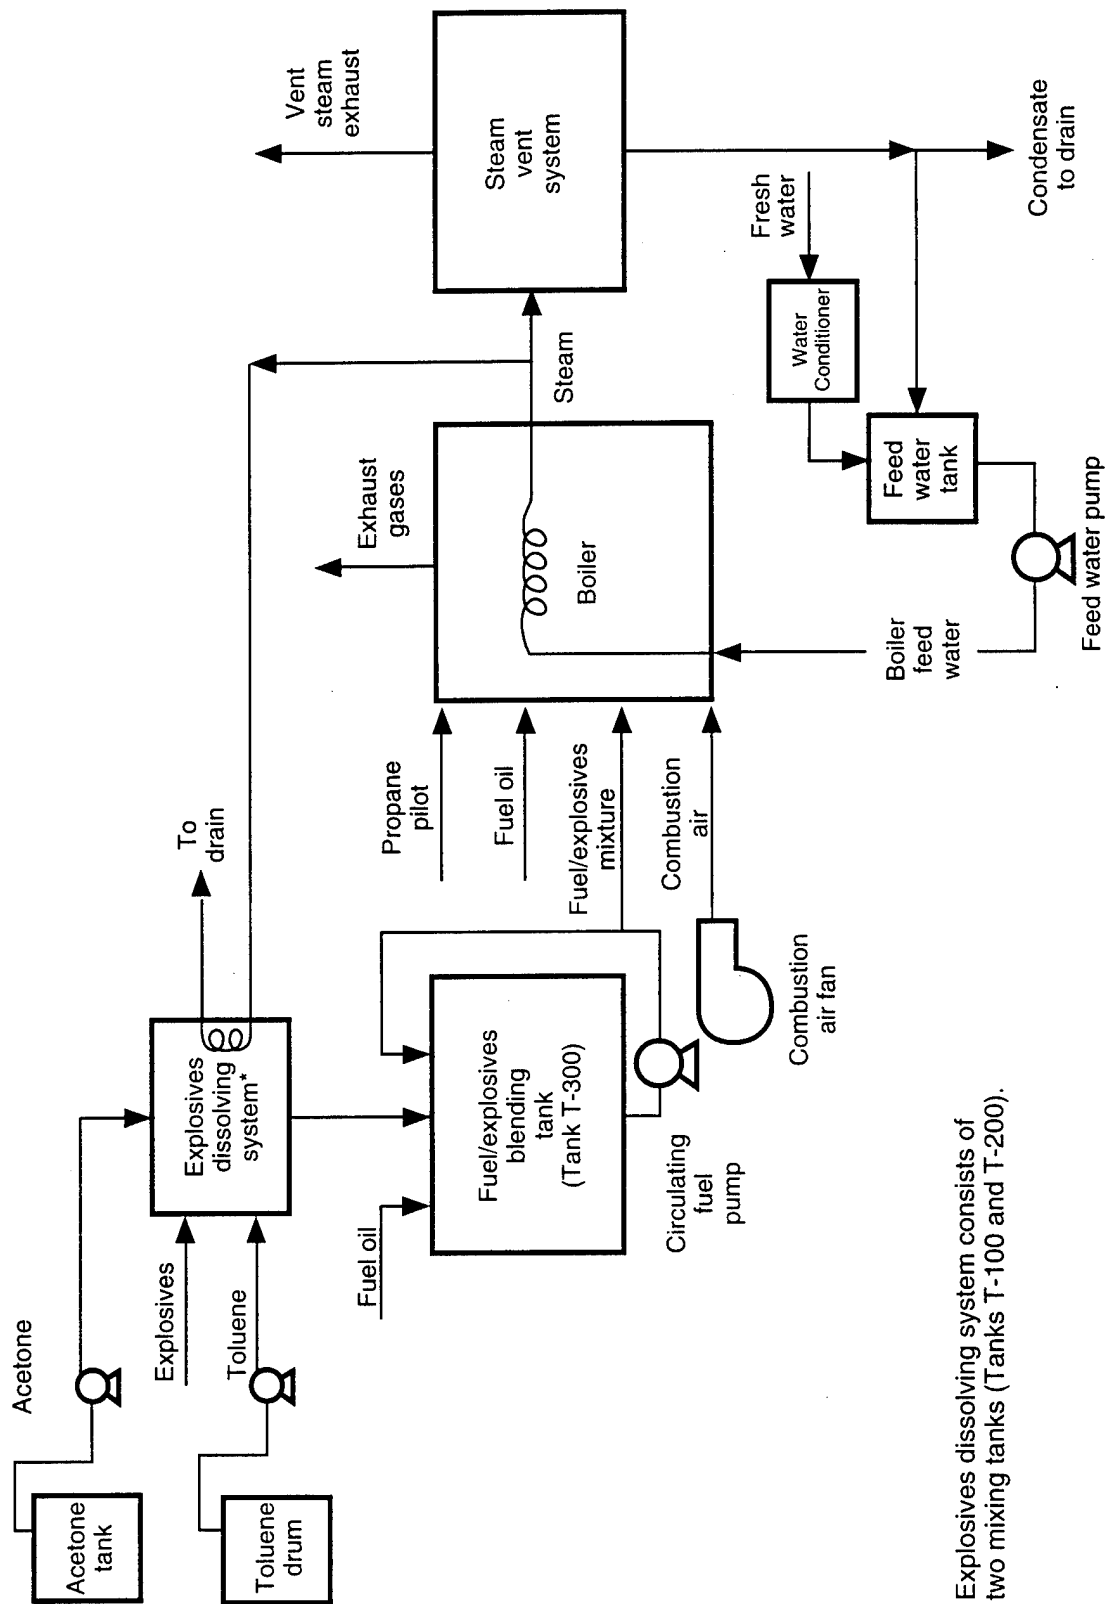 Acetone
tank
Acetone
Toluene
drum
Explosives
Toluene
Explosives
dissolving
system*
To
drain
Fuel oil
Fuel/explosives
blending
tank
(Tank T-300)
Circulating
fuel
pump
Combustion
air fan
Propane
pilot
Fuel oil
Fuel/explosives
mixture
Combustion
air
Exhaust
gases
Boiler
Steam
Boiler
feed
water
Feed water pump
Feed
water
tank
Water
Conditioner
Fresh
water
Vent
steam
exhaust
Steam
vent
system
Condensate
to drain
Explosives dissolving system consists of
two mixing tanks (Tanks T-100 and T-200).